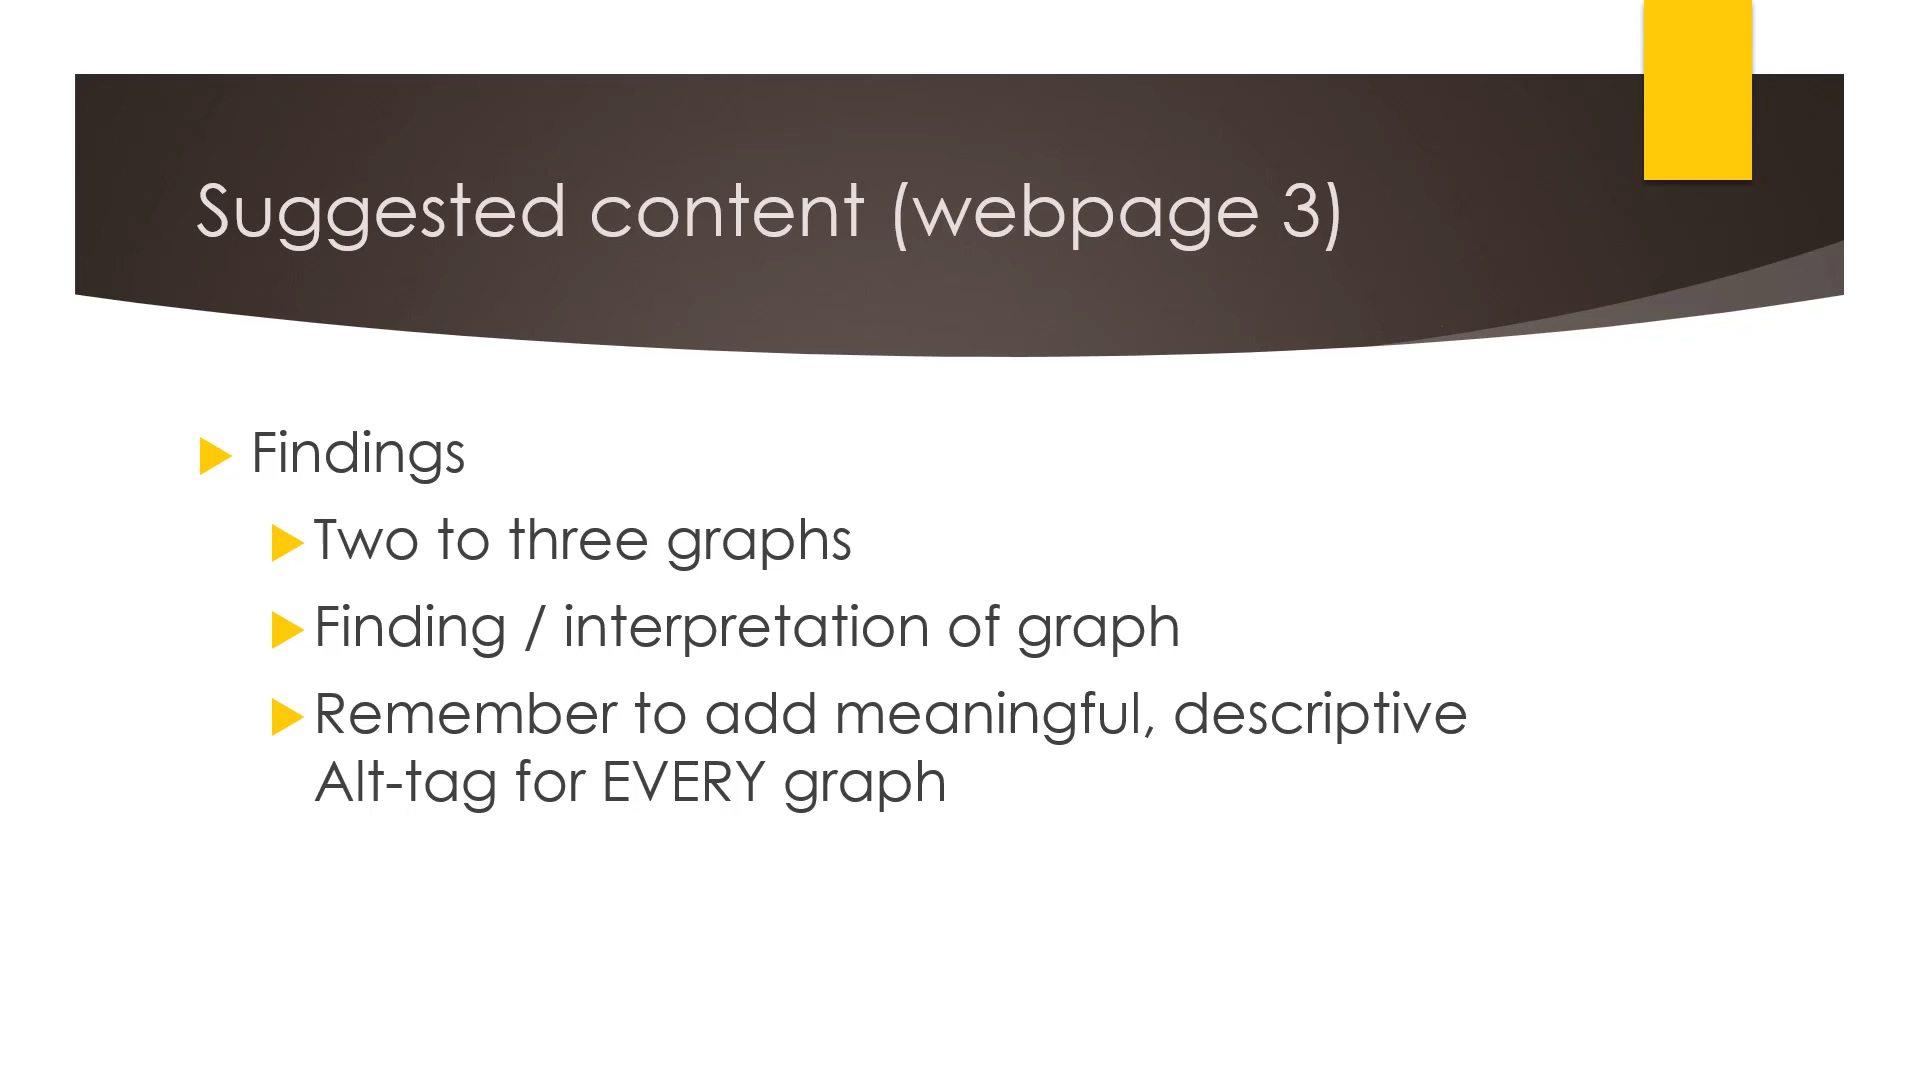 Suggested content (webpage 3)
Findings
Two to three graphs
Finding / interpretation of graph
Remember to add meaningful, descriptive
Alt-tag for EVERY graph